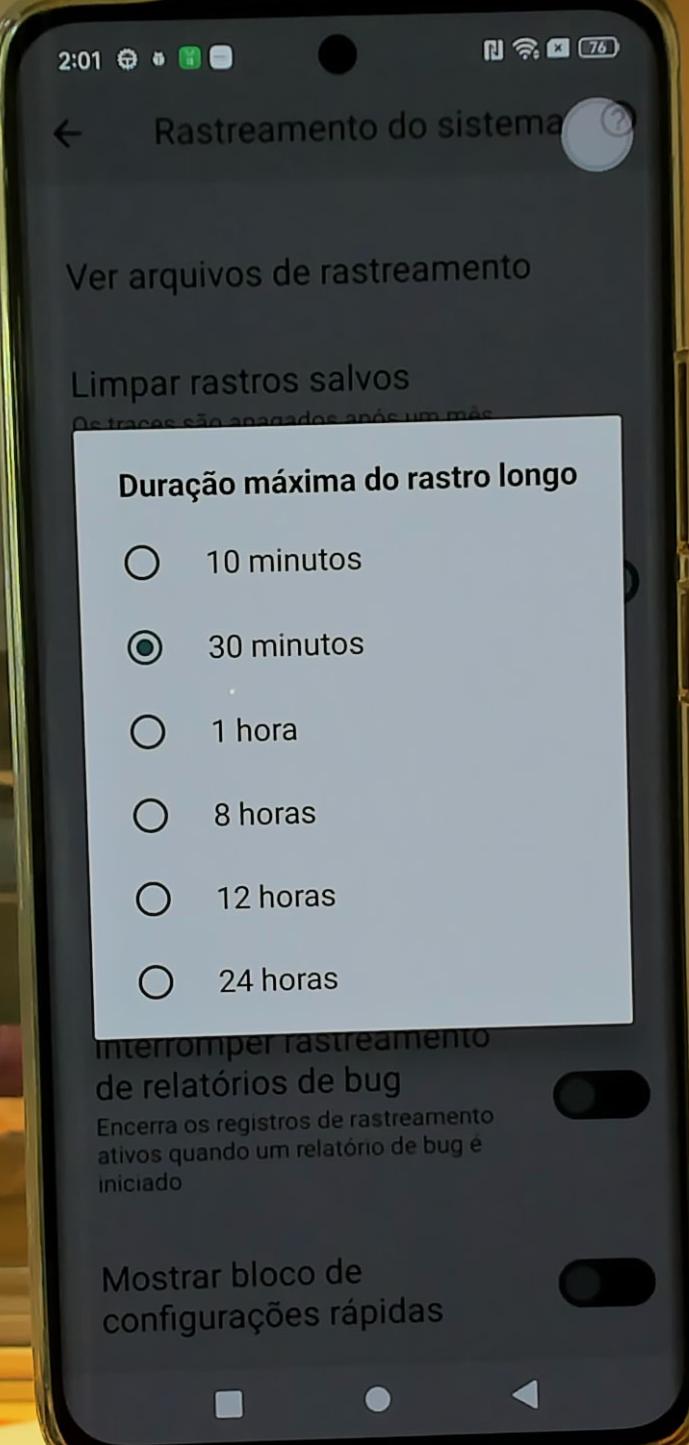 2:01
76
Rastreamento do sistema
?
Ver arquivos de rastreamento
Limpar rastros salvos
Os traces são apagados após um mês
Duração máxima do rastro longo
10 minutos
30 minutos
1 hora
8 horas
12 horas
24 horas
Interromper rastreamento
de relatórios de bug
Encerra os registros de rastreamento
ativos quando um relatório de bug é
iniciado
Mostrar bloco de
configurações rápidas